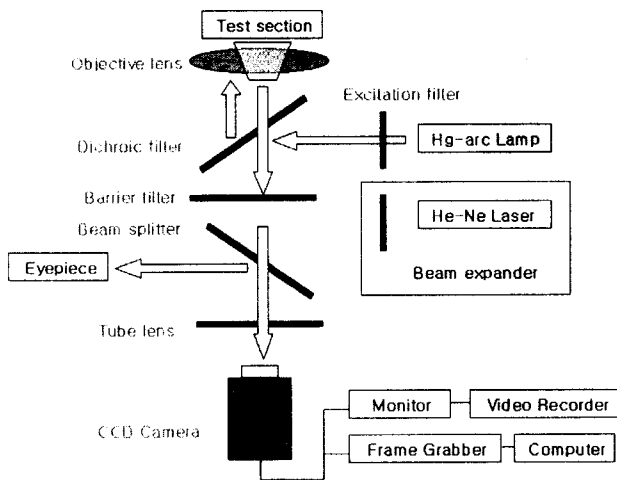 Test section
Objective lens
Excitation filter
Hg-arc Lamp
Dichroic filter
Barrier filter
He-Ne Laser
Beam splitter
Eyepiece
Beam expander
Tube lens
CCD Camera
Monitor
Video Recorder
Frame Grabber
Computer